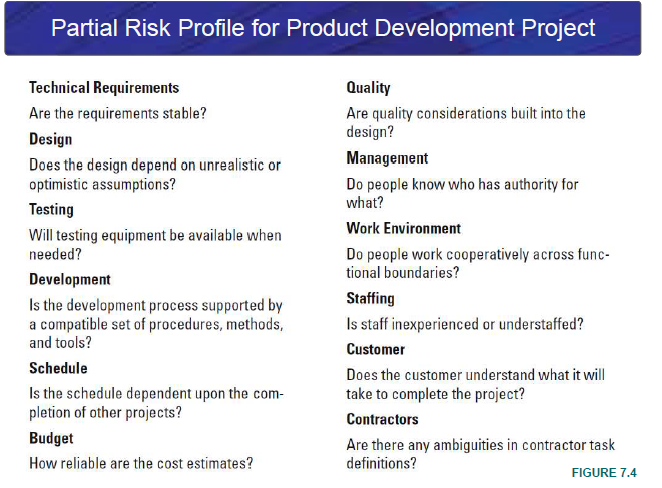 Partial Risk Profile for Product Development Project
Technical Requirements
Are the requirements stable?
Design
Does the design depend on unrealistic or
optimistic assumptions?
Testing
Will testing equipment be available when
needed?
Development
Is the development process supported by
a compatible set of procedures, methods,
and tools?
Schedule
Is the schedule dependent upon the com-
pletion of other projects?
Budget
How reliable are the cost estimates?
Quality
Are quality considerations built into the
design?
Management
Do people know who has authority for
what?
Work Environment
Do people work cooperatively across func-
tional boundaries?
Staffing
Is staff inexperienced or understaffed?
Customer
Does the customer understand what it will
take to complete the project?
Contractors
Are there any ambiguities in contractor task
definitions?
FIGURE 7.4